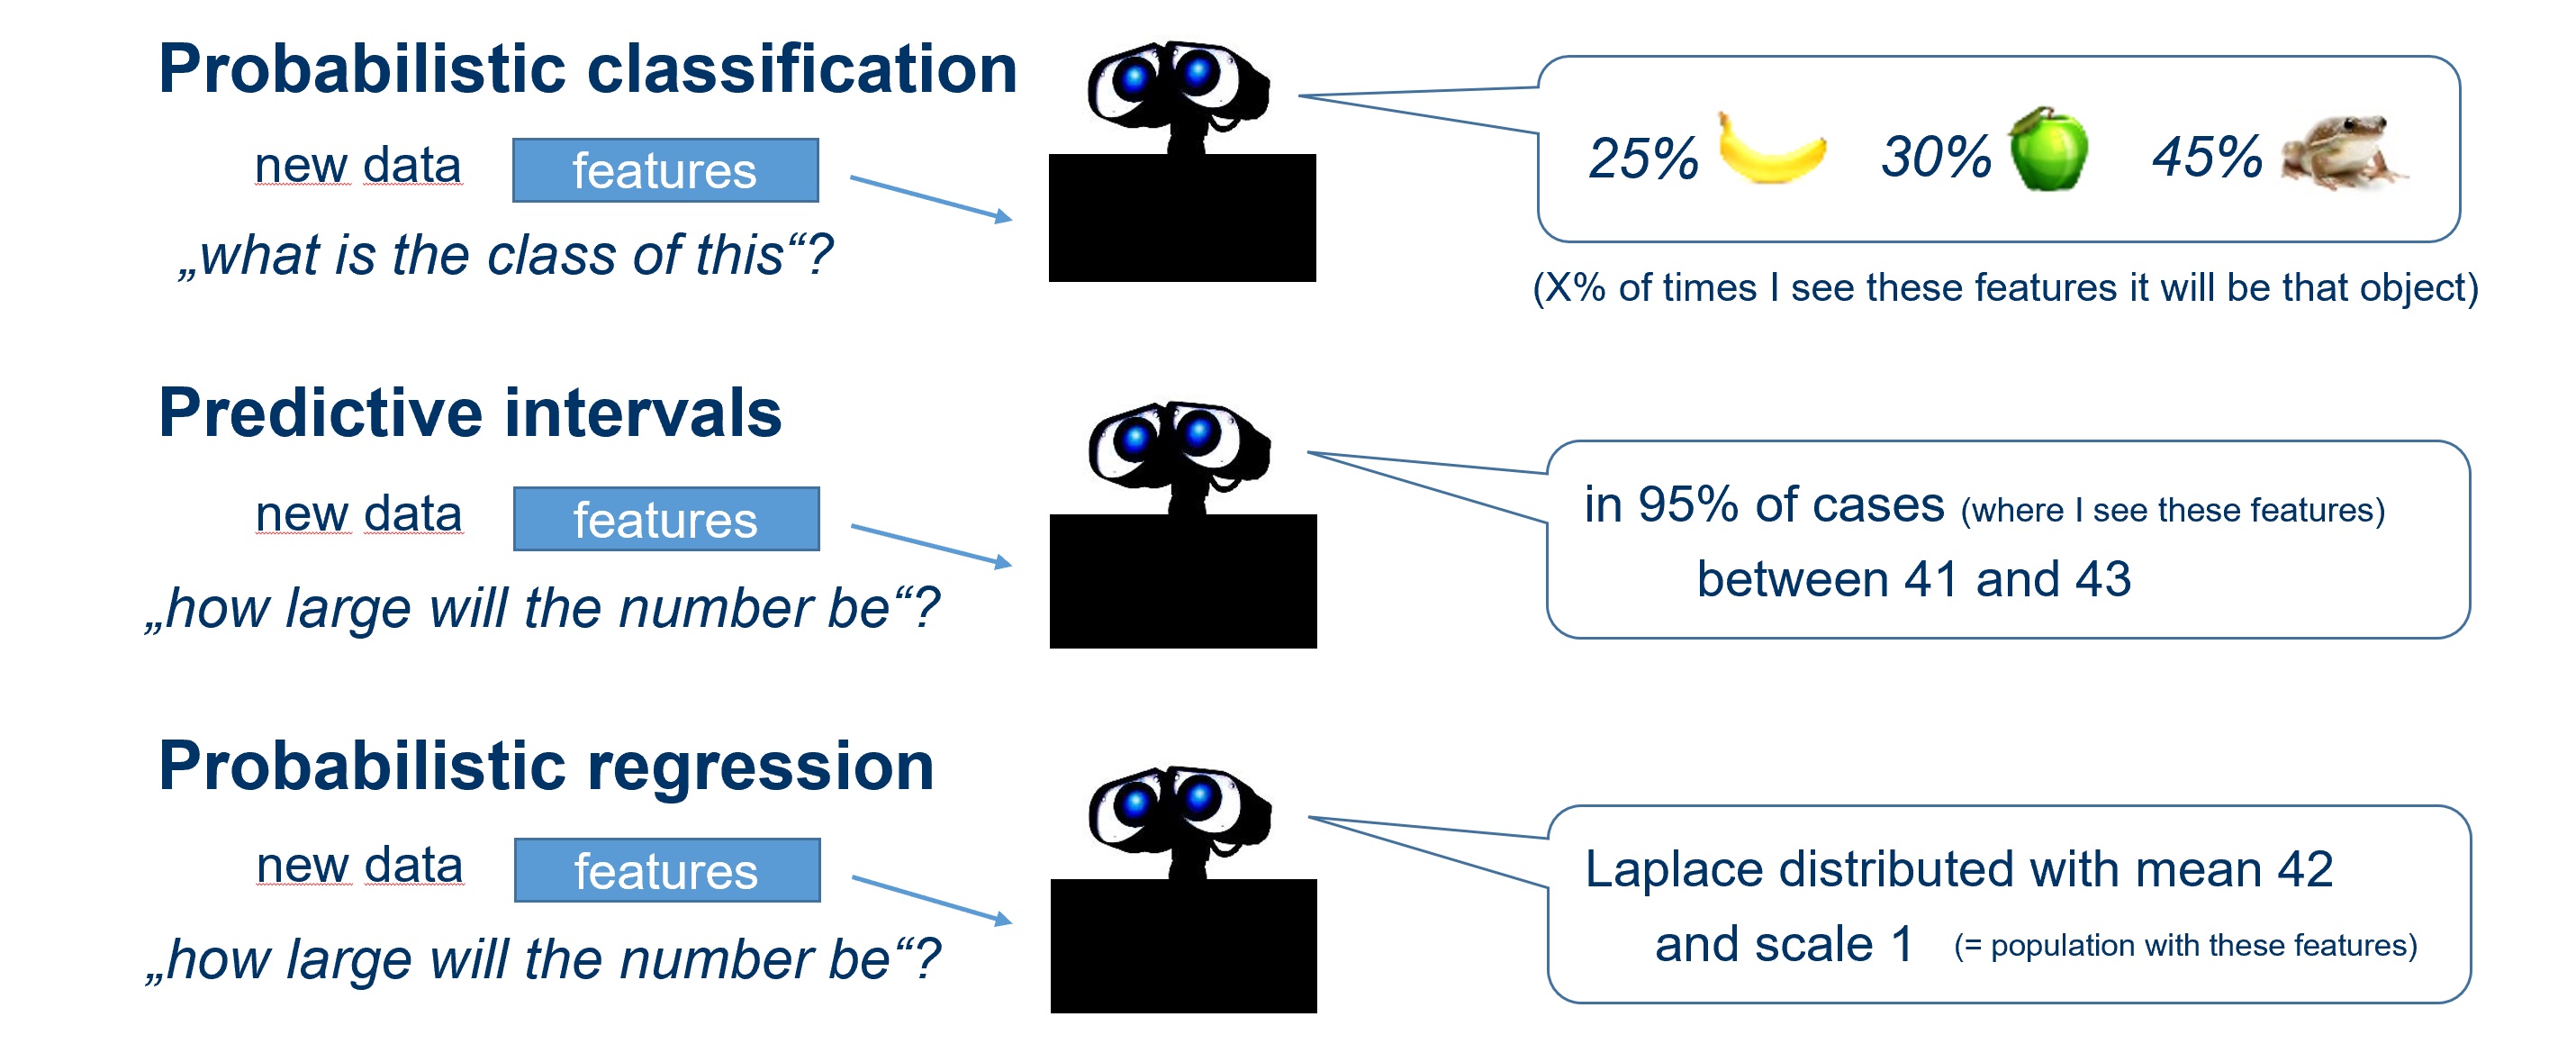 Probabilistic classification
new data features
„what is the class of this“?
25% 30% 45%
(X% of times I see these features it will be that object)
Predictive intervals
new data features
„how large will the number be“?
in 95% of cases (where I see these features)
between 41 and 43
Probabilistic regression
new data features
„how large will the number be“?
Laplace distributed with mean 42
and scale 1 (= population with these features)